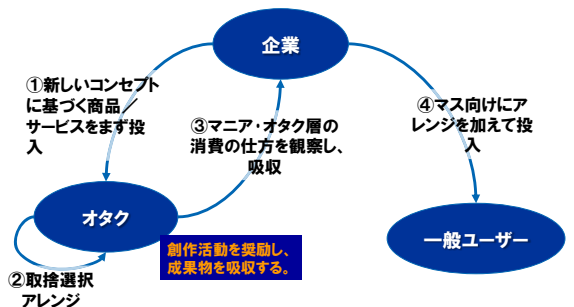 企業
①新しいコンセプト
に基づく商品／
サービスをまず投
入
③マニア・オタク層の
消費の仕方を観察し、
吸収
④マス向けにア
レンジを加えて投
入
オタク
創作活動を奨励し、
成果物を吸収する。
一般ユーザー
②取捨選択
アレンジ